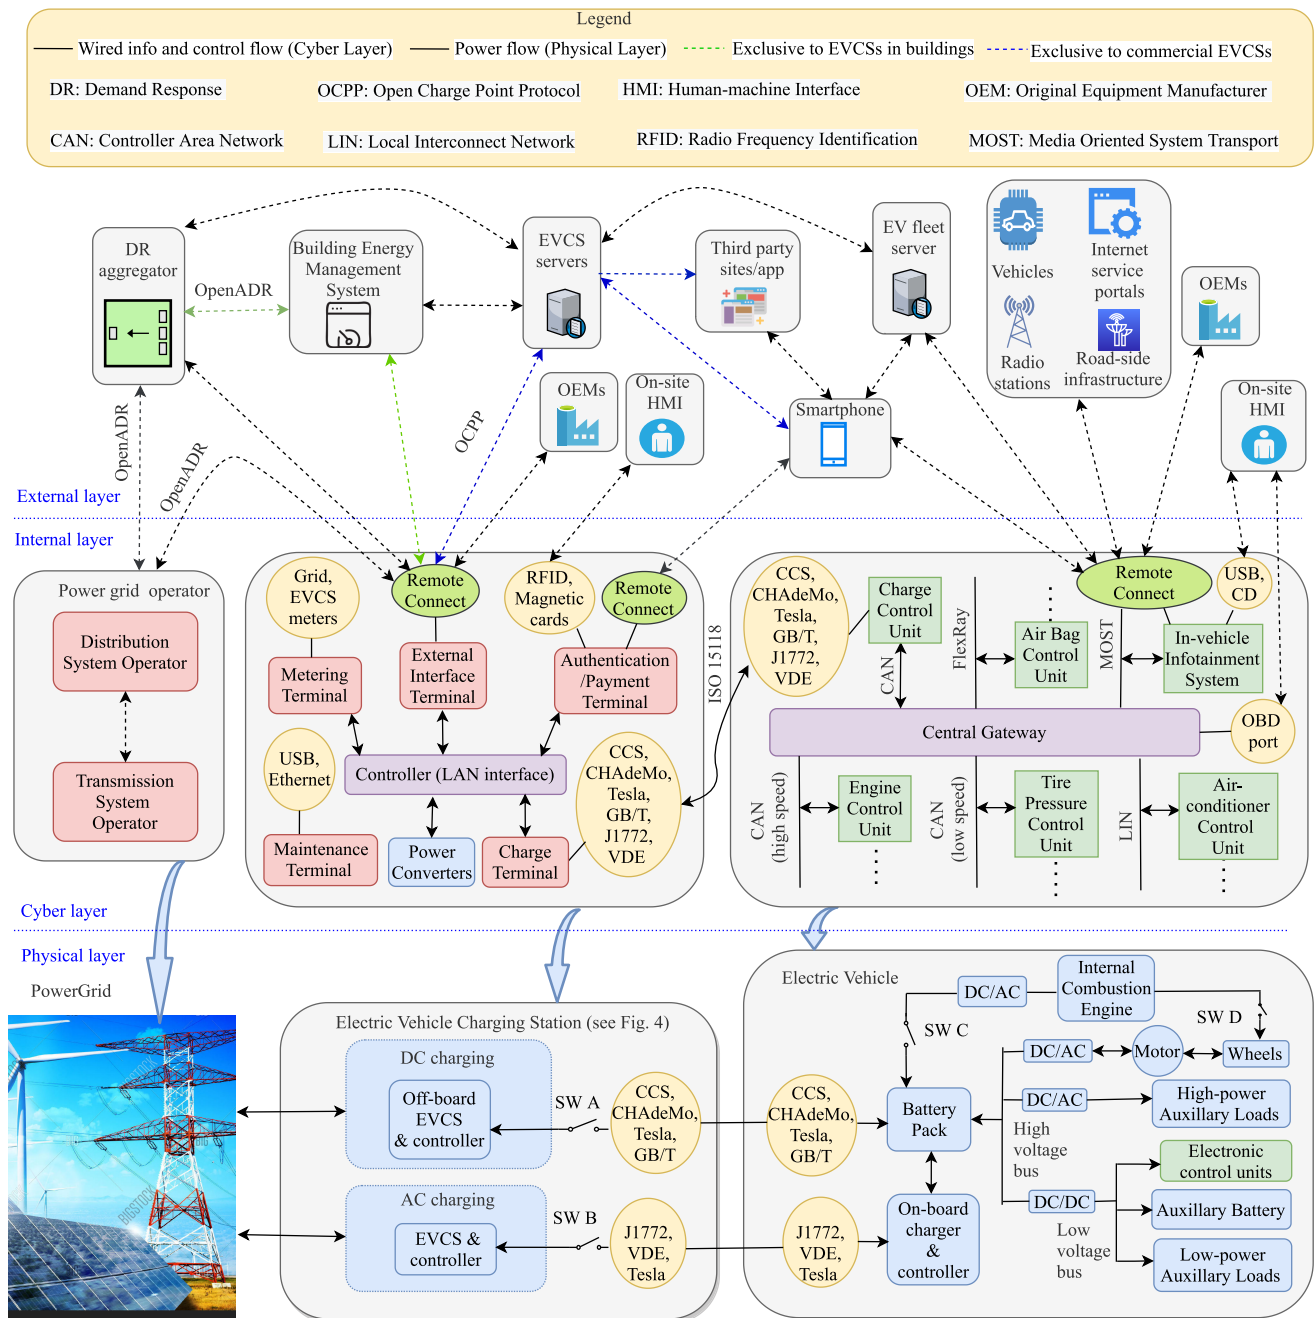 Legend
Wired info and control flow (Cyber Layer)
Power flow (Physical Layer)
Exclusive to EVCSs in buildings
Exclusive to commercial EVCSs
DR: Demand Response
OCPP: Open Charge Point Protocol
HMI: Human-machine Interface
OEM: Original Equipment Manufacturer
CAN: Controller Area Network
LIN: Local Interconnect Network
RFID: Radio Frequency Identification
MOST: Media Oriented System Transport
DR
aggregator
OpenADR
Building Energy
Management
System
EVCS
servers
Third party
sites/app
EV fleet
server
Vehicles
Internet
service
portals
Radio
stations
Road-side
infrastructure
OEMs
On-site
HMI
OEMs
On-site
HMI
Smartphone
OpenADR
OpenADR
OCPP
External layer
Internal layer
Power grid operator
Distribution
System Operator
Transmission
System
Operator
Grid,
EVCS
meters
Remote
Connect
RFID,
Magnetic
cards
Remote
Connect
Metering
Terminal
External
Interface
Terminal
Authentication
/Payment
Terminal
USB,
Ethernet
Controller (LAN interface)
CCS,
CHAdeMo,
Tesla,
GB/T,
J1772,
VDE
Maintenance
Terminal
Power
Converters
Charge
Terminal
ISO 15118
CCS,
CHAdeMo,
Tesla,
GB/T,
J1772,
VDE
Charge
Control
Unit
CAN
FlexRay
Air Bag
Control
Unit
MOST
Remote
Connect
USB,
CD
In-vehicle
Infotainment
System
Central Gateway
OBD
port
CAN
(high speed)
Engine
Control
Unit
CAN
(low speed)
Tire
Pressure
Control
Unit
LIN
Air-
conditioner
Control
Unit
Cyber layer
Physical layer
PowerGrid
BIGSTOCK
BIGSTOCK
Electric Vehicle Charging Station (see Fig. 4)
DC charging
Off-board
EVCS
& controller
SW A
CCS,
CHAdeMo,
Tesla,
GB/T
AC charging
EVCS &
controller
SW B
J1772,
VDE,
Tesla
Electric Vehicle
CCS,
CHAdeMo,
Tesla,
GB/T
J1772,
VDE,
Tesla
SW C
DC/AC
Internal
Combustion
Engine
SW D
Battery
Pack
On-board
charger
&
controller
DC/AC
Motor
Wheels
DC/AC
High-power
Auxillary Loads
High
voltage
bus
DC/DC
Low
voltage
bus
Electronic
control units
Auxillary Battery
Low-power
Auxillary Loads